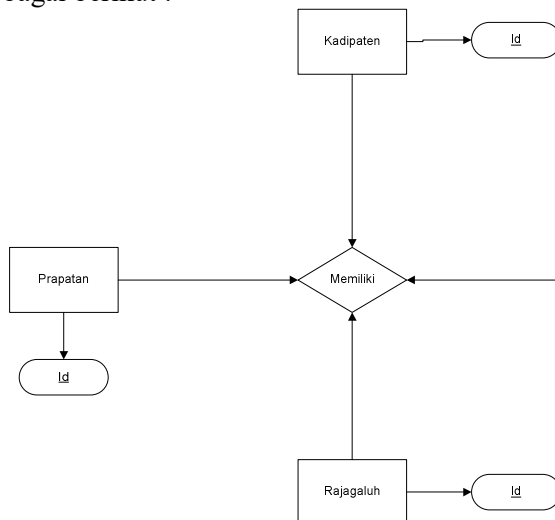 Kadipaten
Id
Prapatan
Memiliki
Id
Rajagaluh
Id